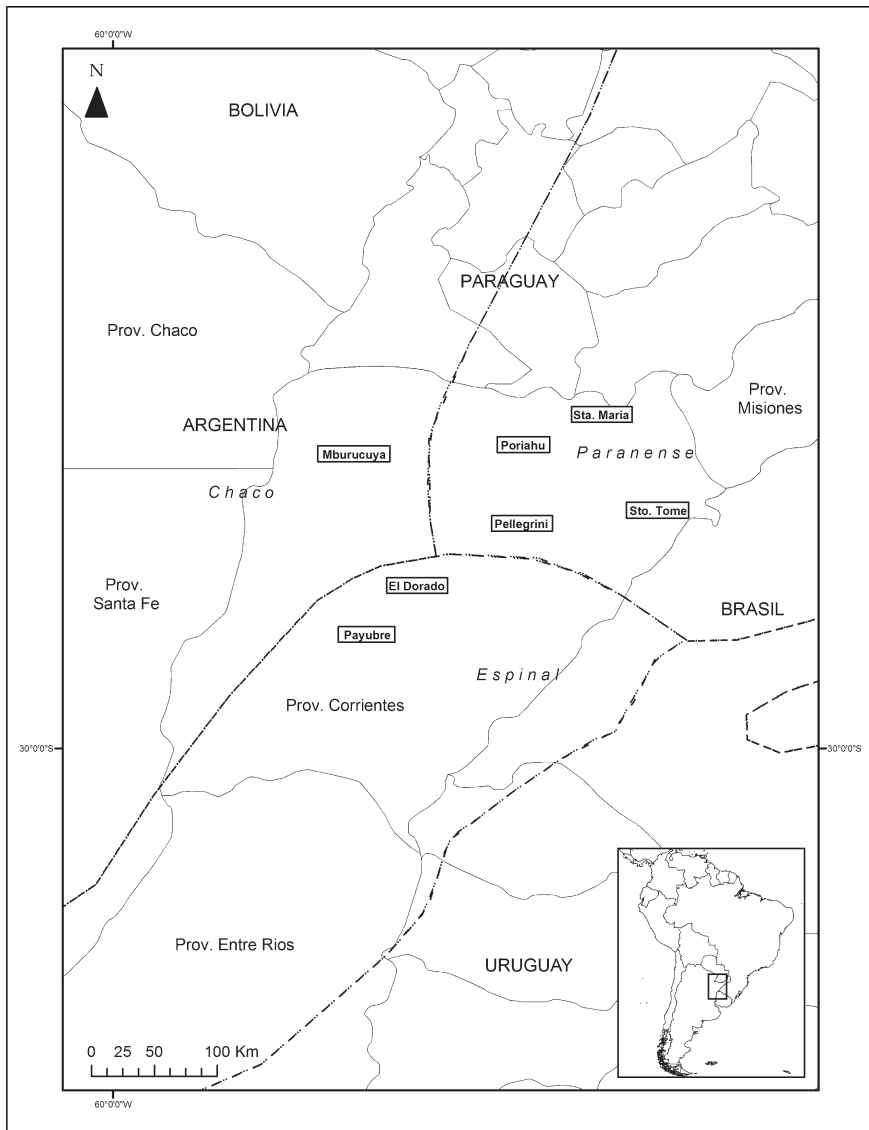 60°0'0"W
N
BOLIVIA
PARAGUAY
Prov. Chaco
Prov.
Misiones
Sta. Maria
ARGENTINA
Poriahu
Mburucuya
Paranense
Chaco
Sto. Tome
Pellegrini
El Dorado
Prov.
Santa Fe
BRASIL
Payubre
Espinal
Prov. Corrientes
30°0'0"S
30°0'0"S
Prov. Entre Rios
URUGUAY
0 25 50 100 Km
60°0'0"W